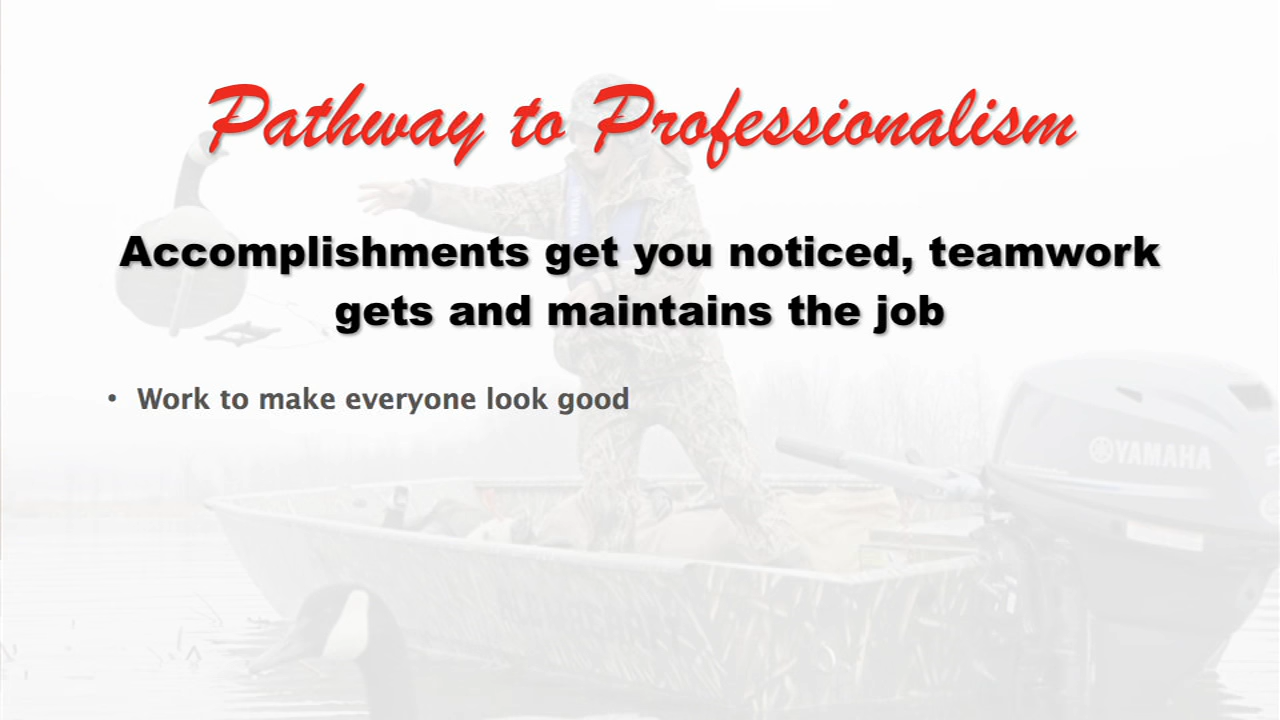 Pathway to Professionalism
Accomplishments get you noticed, teamwork
gets and maintains the job
• Work to make everyone look good
YAMAHA